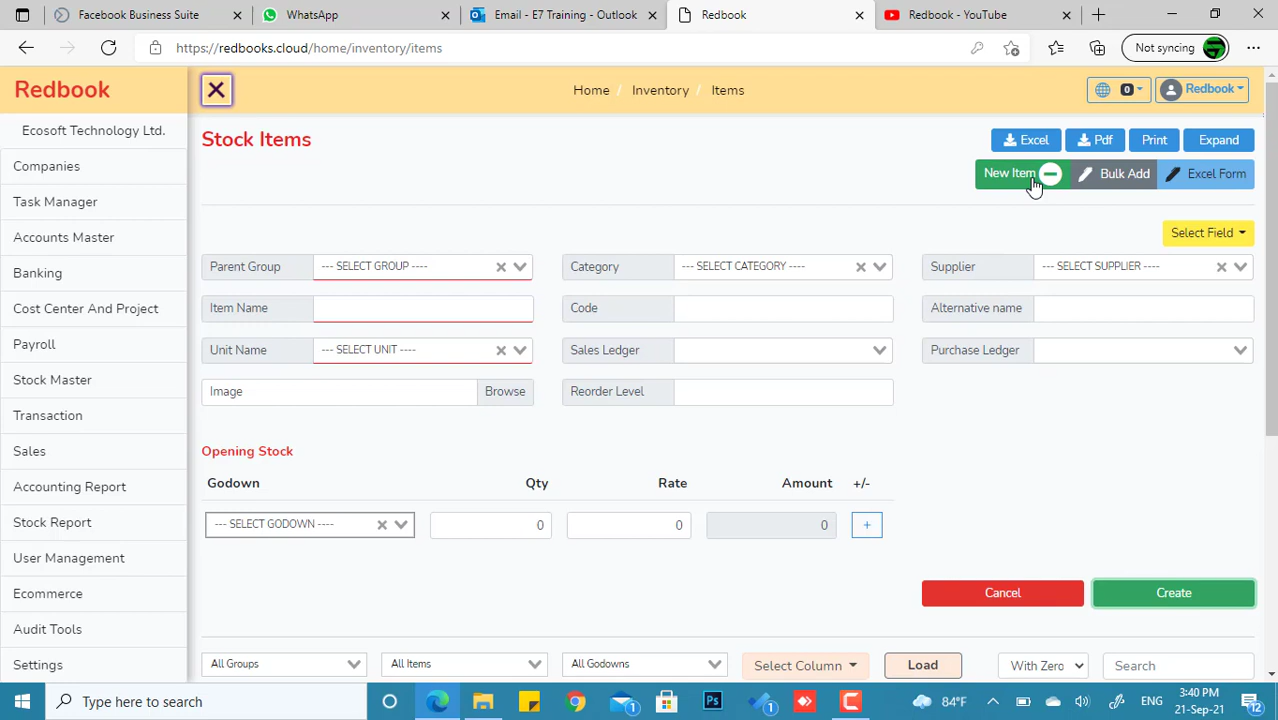 Facebook Business Suite
WhatsApp
Email - E7 Training - Outlook
Redbook
Redbook - YouTube
https://redbooks.cloud/home/inventory/items
Not syncing
Redbook
Home / Inventory / Items
0
Redbook
Ecosoft Technology Ltd.
Companies
Task Manager
Accounts Master
Banking
Cost Center And Project
Payroll
Stock Master
Transaction
Sales
Accounting Report
Stock Report
User Management
Ecommerce
Audit Tools
Settings
Stock Items
Excel Pdf Print Expand
New Item Bulk Add Excel Form
Select Field
Parent Group --- SELECT GROUP ---- Category --- SELECT CATEGORY ---- Supplier --- SELECT SUPPLIER ----
Item Name Code Alternative name
Unit Name --- SELECT UNIT ---- Sales Ledger Purchase Ledger
Image Browse Reorder Level
Opening Stock
Godown Qty Rate Amount +/-
--- SELECT GODOWN ---- 0 0 0 +
Cancel Create
All Groups All Items All Godowns Select Column Load With Zero Search
Type here to search
1
Ps
1
84°F
ENG
3:40 PM
21-Sep-21
12